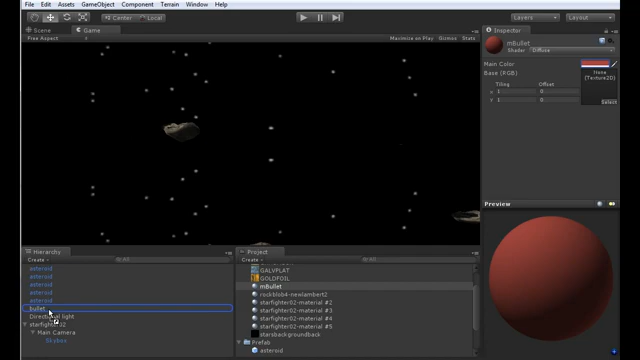 File Edit Assets GameObject Component Terrain Window Help
Center Local Layers Layout
Scene Game
Free Aspect Maximize on Play Gizmos Stats
Inspector
mBullet
Shader Diffuse
Main Color
Base (RGB) None (Texture2D)
Tiling Offset
x 1 0
y 1 0
Select
Preview
Hierarchy
Create All
asteroid
asteroid
asteroid
asteroid
asteroid
bullet
Directional light
starfighter02
Main Camera
Skybox
Project
Create All
GALVPLAT
GOLDFOIL
mBullet
rockblob4-newlambert2
starfighter02-material #2
starfighter02-material #3
starfighter02-material #4
starfighter02-material #5
starsbackgroundback
Prefab
asteroid